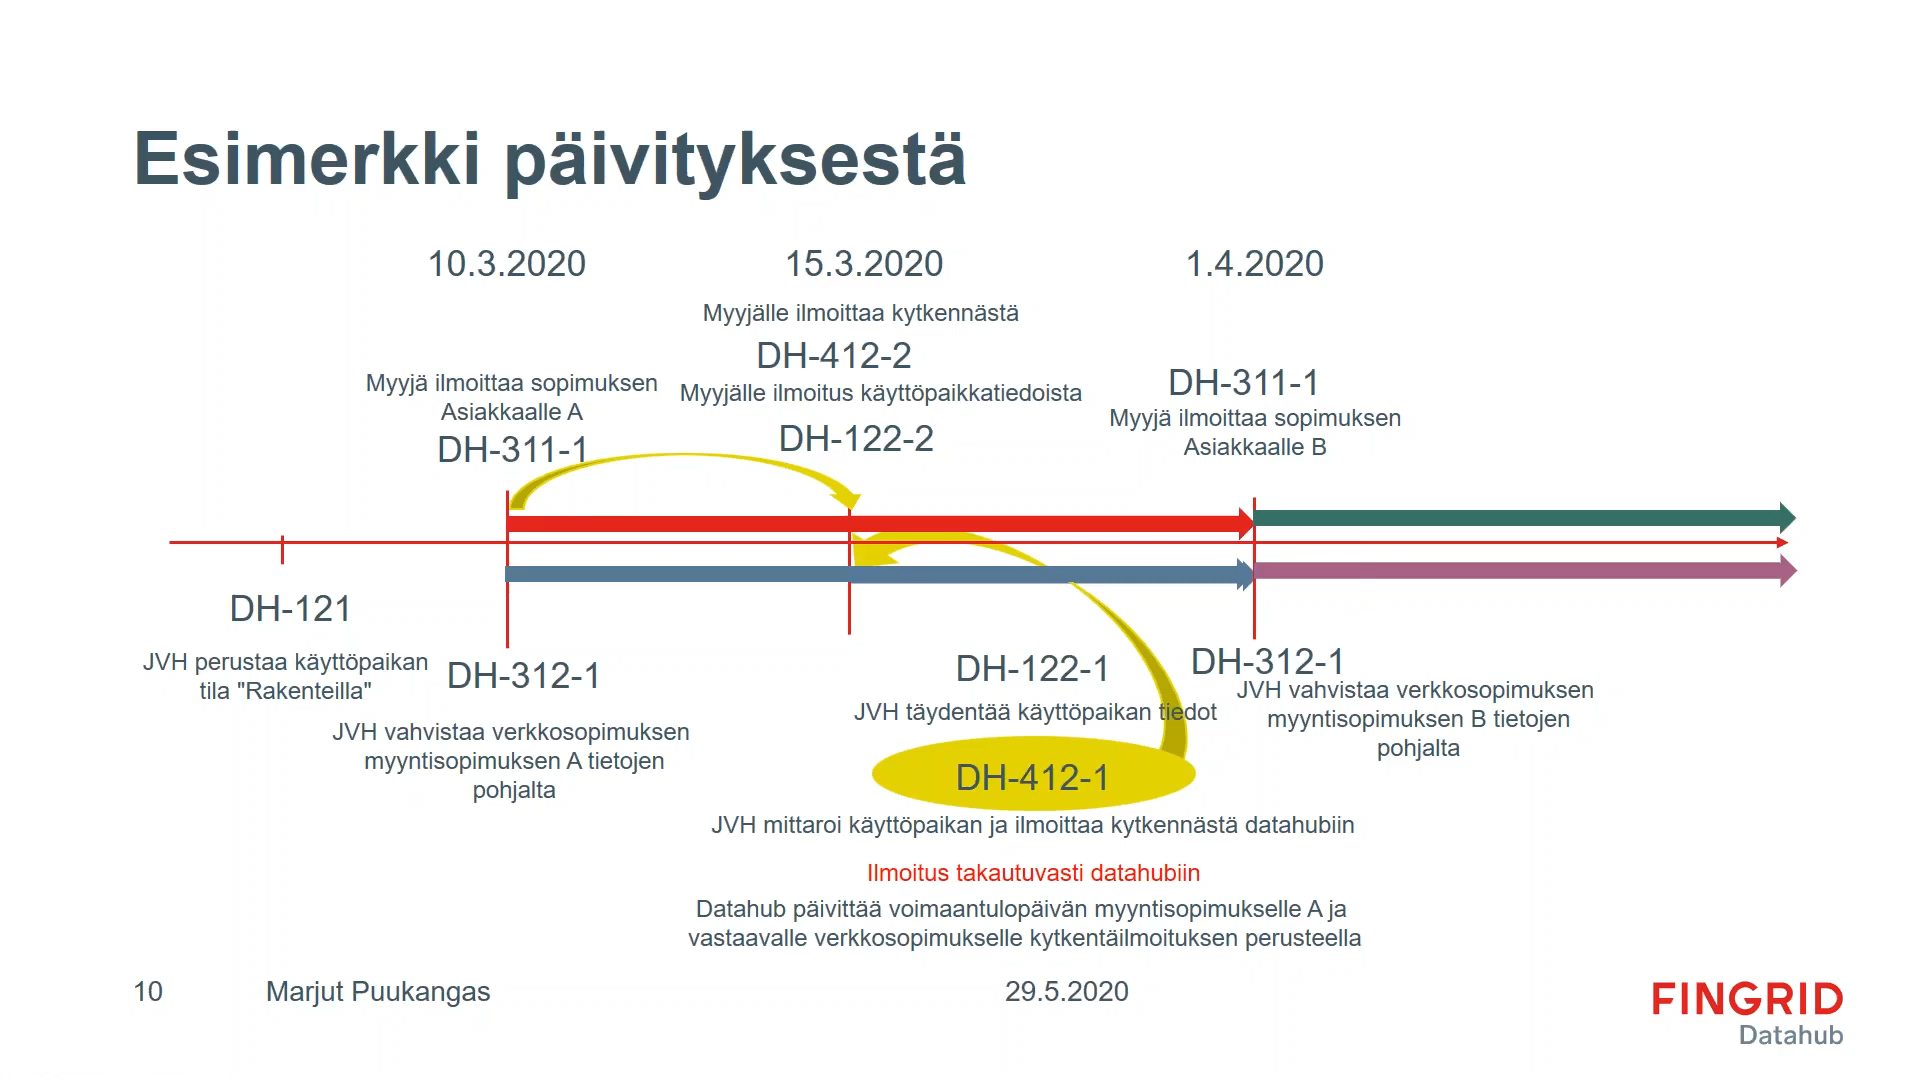 Esimerkki päivityksestä
10.3.2020
15.3.2020
1.4.2020
Myyjälle ilmoittaa kytkennästä
DH-412-2
Myyjälle ilmoitus käyttöpaikkatiedoista
DH-122-2
Myyjä ilmoittaa sopimuksen
Asiakkaalle A
DH-311-1
DH-311-1
Myyjä ilmoittaa sopimuksen
Asiakkaalle B
DH-121
JVH perustaa käyttöpaikan
tila "Rakenteilla"
DH-312-1
JVH vahvistaa verkkosopimuksen
myyntisopimuksen A tietojen
pohjalta
DH-122-1
JVH täydentää käyttöpaikan tiedot
DH-412-1
JVH mittaroi käyttöpaikan ja ilmoittaa kytkennästä datahubiin
Ilmoitus takautuvasti datahubiin
Datahub päivittää voimaantulopäivän myyntisopimukselle A ja
vastaavalle verkkosopimukselle kytkentäilmoituksen perusteella
DH-312-1
JVH vahvistaa verkkosopimuksen
myyntisopimuksen B tietojen
pohjalta
10
Marjut Puukangas
29.5.2020
FINGRID
Datahub